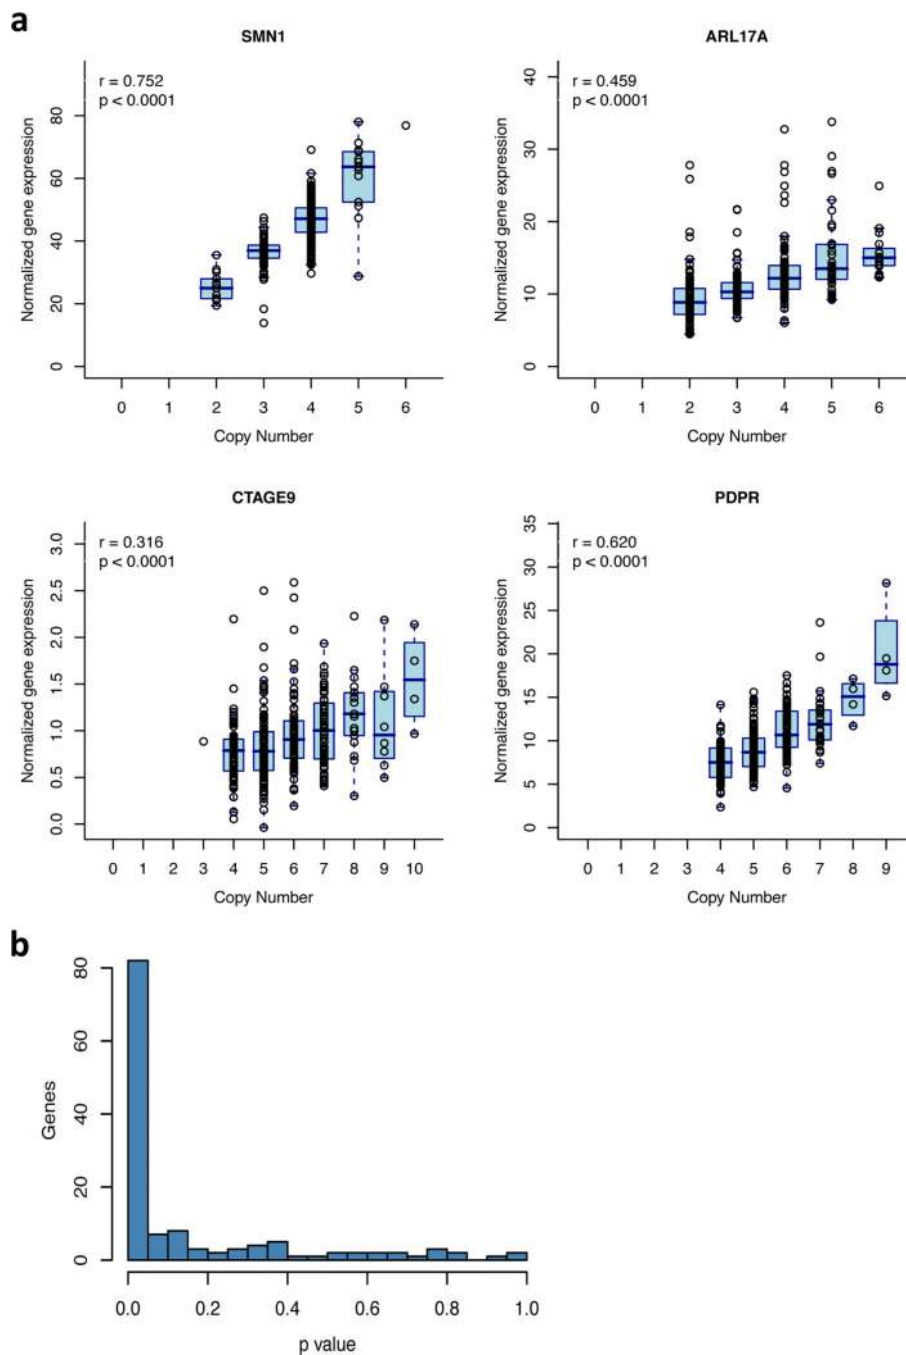 a
SMN1
r = 0.752
p < 0.0001
Normalized gene expression
80
60
40
20
0
0 1 2 3 4 5 6
Copy Number
ARL17A
r = 0.459
p < 0.0001
Normalized gene expression
40
30
20
10
0
0 1 2 3 4 5 6
Copy Number
CTAGE9
r = 0.316
p < 0.0001
Normalized gene expression
3.0
2.5
2.0
1.5
1.0
0.5
0.0
0 1 2 3 4 5 6 7 8 9 10
Copy Number
PDPR
r = 0.620
p < 0.0001
Normalized gene expression
35
30
25
20
15
10
5
0
0 1 2 3 4 5 6 7 8 9
Copy Number
b
Genes
80
60
40
20
0
0.0 0.2 0.4 0.6 0.8 1.0
p value